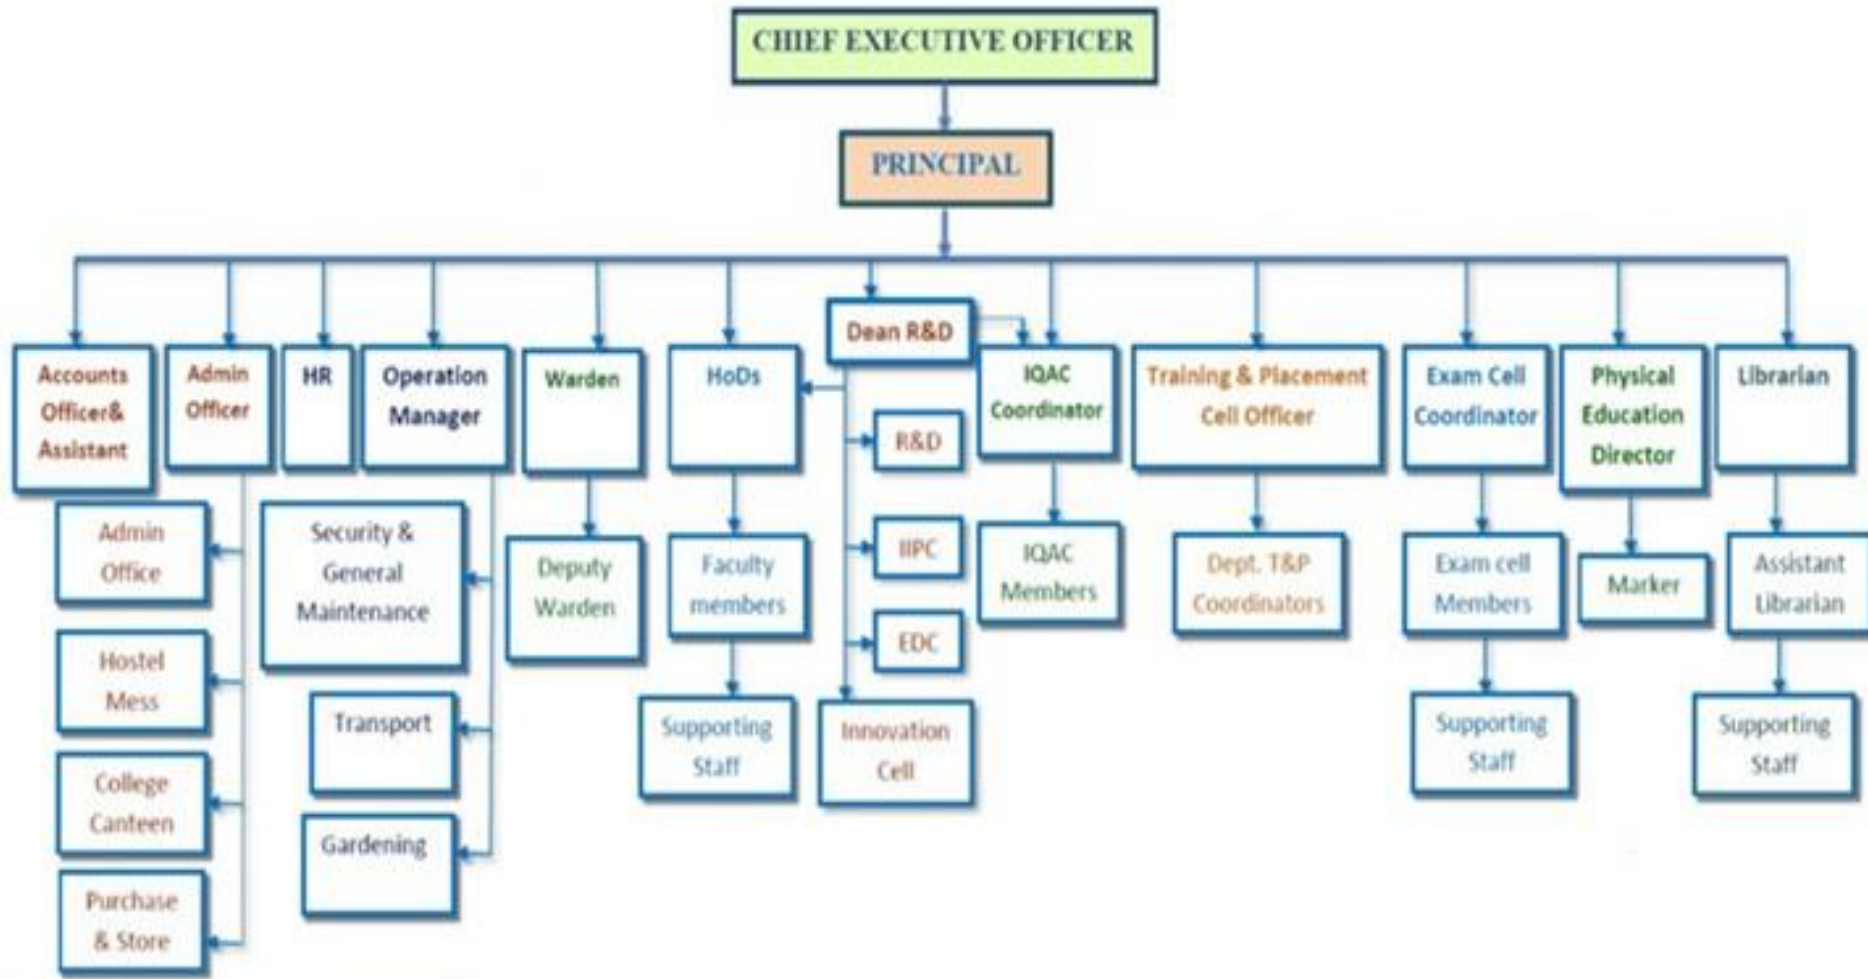 CHIEF EXECUTIVE OFFICER
PRINCIPAL
Dean R&D
Accounts
Officer&
Assistant
Admin
Officer
HR
Operation
Manager
Warden
HoDs
IQAC
Coordinator
Training & Placement
Cell Officer
Exam Cell
Coordinator
Physical
Education
Director
Librarian
R&D
IIPC
EDC
Innovation
Cell
Admin
Office
Hostel
Mess
College
Canteen
Purchase
& Store
Security &
General
Maintenance
Transport
Gardening
Deputy
Warden
Faculty
members
Supporting
Staff
IQAC
Members
Dept. T&P
Coordinators
Exam cell
Members
Supporting
Staff
Marker
Assistant
Librarian
Supporting
Staff